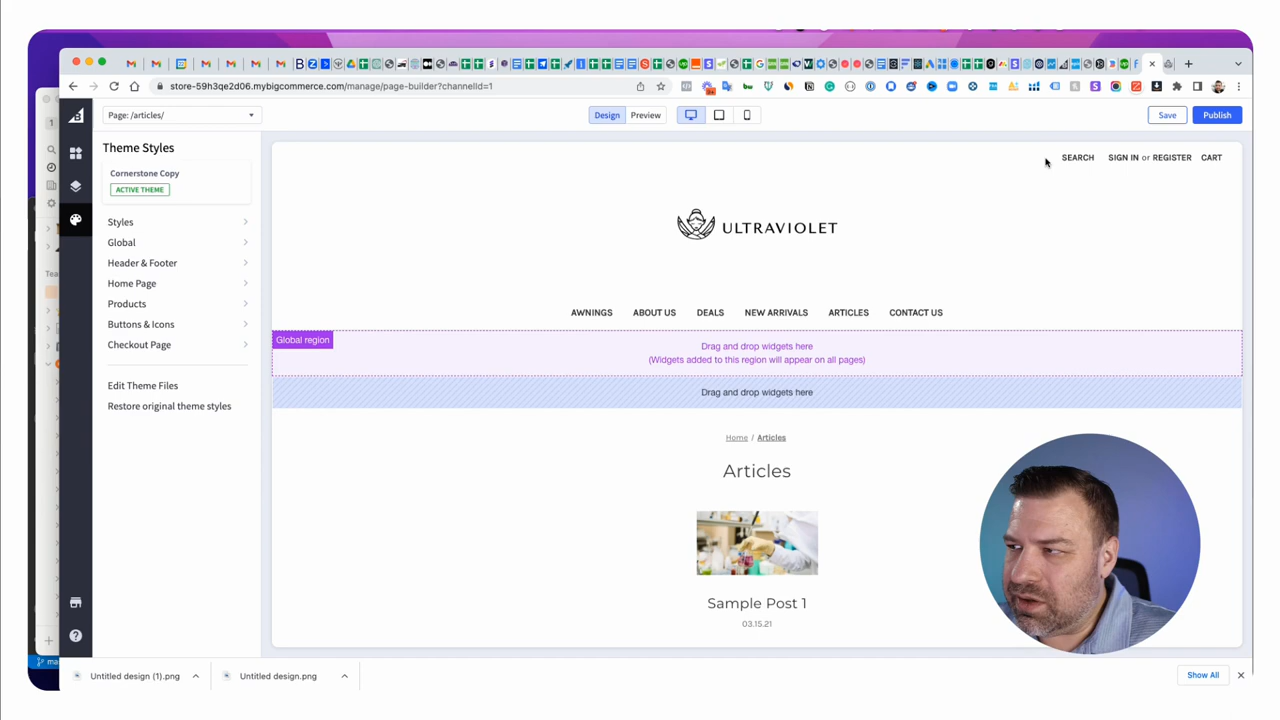 store-59h3qe2d06.mybigcommerce.com/manage/page-builder?channelId=1
Page: /articles/
Design
Preview
Save
Publish
Theme Styles
Cornerstone Copy
ACTIVE THEME
Styles
Global
Header & Footer
Home Page
Products
Buttons & Icons
Checkout Page
Edit Theme Files
Restore original theme styles
SEARCH SIGN IN or REGISTER CART
ULTRAVIOLET
AWNINGS ABOUT US DEALS NEW ARRIVALS ARTICLES CONTACT US
Global region
Drag and drop widgets here
(Widgets added to this region will appear on all pages)
Drag and drop widgets here
Home / Articles
Articles
Sample Post 1
03.15.21
Untitled design (1).png
Untitled design.png
Show All